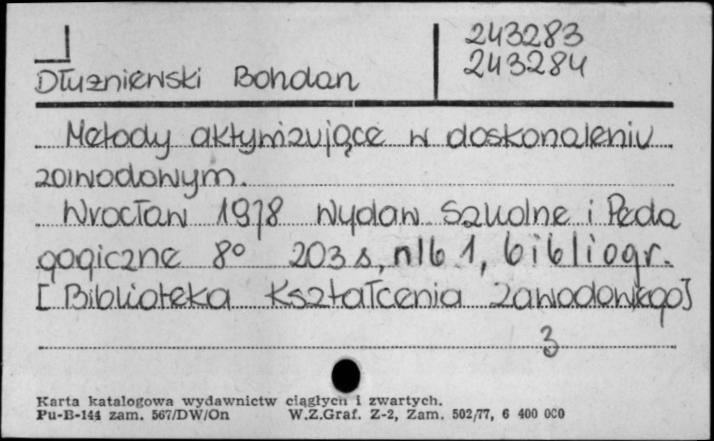 243283
243284
Dłużniewski Bohdan
Metody aktywizujące w doskonaleniu
zawodowym.
Wrocław 1978 Wydaw. Szkolne i Peda
gogiczne 8° 203 s, nlb 1, bibliogr.
[Biblioteka Kształcenia Zawodowego]
3
Karta katalogowa wydawnictw ciągłych i zwartych.
Pu-B-144 zam. 567/DW/On W.Z.Graf. Z-2, Zam. 502/77, 6 400 000